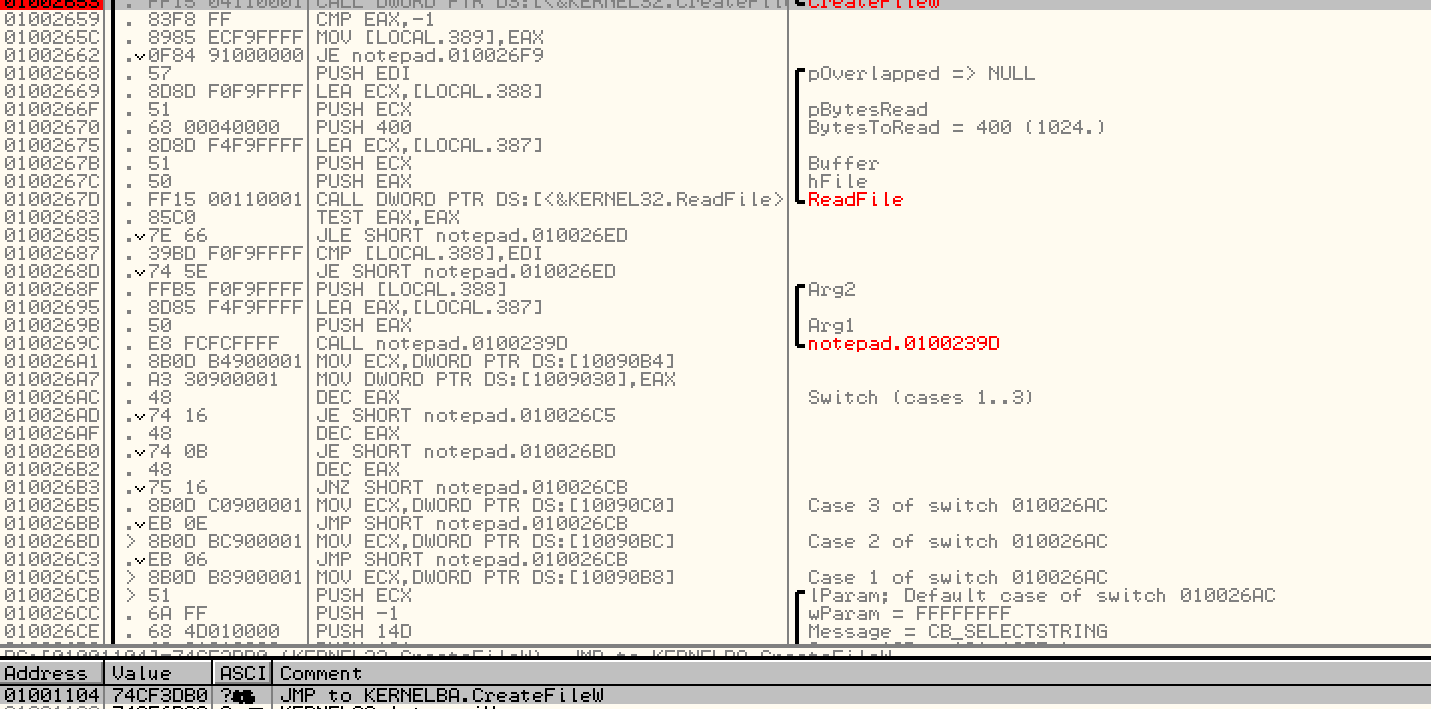 01002653 . FF15 04110001 CALL DWORD PTR DS:[<&KERNEL32.CreateFil CreateFileW
01002659 . 83F8 FF CMP EAX,-1
0100265C . 8985 ECF9FFFF MOV [LOCAL.389],EAX
01002662 .v0F84 91000000 JE notepad.010026F9
01002668 . 57 PUSH EDI pOverlapped => NULL
01002669 . 8D8D F0F9FFFF LEA ECX,[LOCAL.388]
0100266F . 51 PUSH ECX pBytesRead
01002670 . 68 00040000 PUSH 400 BytesToRead = 400 (1024.)
01002675 . 8D8D F4F9FFFF LEA ECX,[LOCAL.387]
0100267B . 51 PUSH ECX Buffer
0100267C . 50 PUSH EAX hFile
0100267D . FF15 00110001 CALL DWORD PTR DS:[<&KERNEL32.ReadFile> ReadFile
01002683 . 85C0 TEST EAX,EAX
01002685 .v7E 66 JLE SHORT notepad.010026ED
01002687 . 39BD F0F9FFFF CMP [LOCAL.388],EDI
0100268D .v74 5E JE SHORT notepad.010026ED
0100268F . FFB5 F0F9FFFF PUSH [LOCAL.388] Arg2
01002695 . 8D85 F4F9FFFF LEA EAX,[LOCAL.387]
0100269B . 50 PUSH EAX Arg1
0100269C . E8 FCFCFFFF CALL notepad.0100239D notepad.0100239D
010026A1 . 8B0D B4900001 MOV ECX,DWORD PTR DS:[10090B4]
010026A7 . A3 30900001 MOV DWORD PTR DS:[1009030],EAX
010026AC . 48 DEC EAX Switch (cases 1..3)
010026AD .v74 16 JE SHORT notepad.010026C5
010026AF . 48 DEC EAX
010026B0 .v74 0B JE SHORT notepad.010026BD
010026B2 . 48 DEC EAX
010026B3 .v75 16 JNZ SHORT notepad.010026CB
010026B5 . 8B0D C0900001 MOV ECX,DWORD PTR DS:[10090C0] Case 3 of switch 010026AC
010026BB .vEB 0E JMP SHORT notepad.010026CB
010026BD > 8B0D BC900001 MOV ECX,DWORD PTR DS:[10090BC] Case 2 of switch 010026AC
010026C3 .vEB 06 JMP SHORT notepad.010026CB
010026C5 > 8B0D B8900001 MOV ECX,DWORD PTR DS:[10090B8] Case 1 of switch 010026AC
010026CB > 51 PUSH ECX lParam; Default case of switch 010026AC
010026CC . 6A FF PUSH -1 wParam = FFFFFFFF
010026CE . 68 4D010000 PUSH 14D Message = CB_SELECTSTRING
DS:[01001104]=74CF3DB0 (KERNEL32.CreateFileW), JMP to KERNELBA.CreateFileW
Address Value ASCII Comment
01001104 74CF3DB0 JMP to KERNELBA.CreateFileW